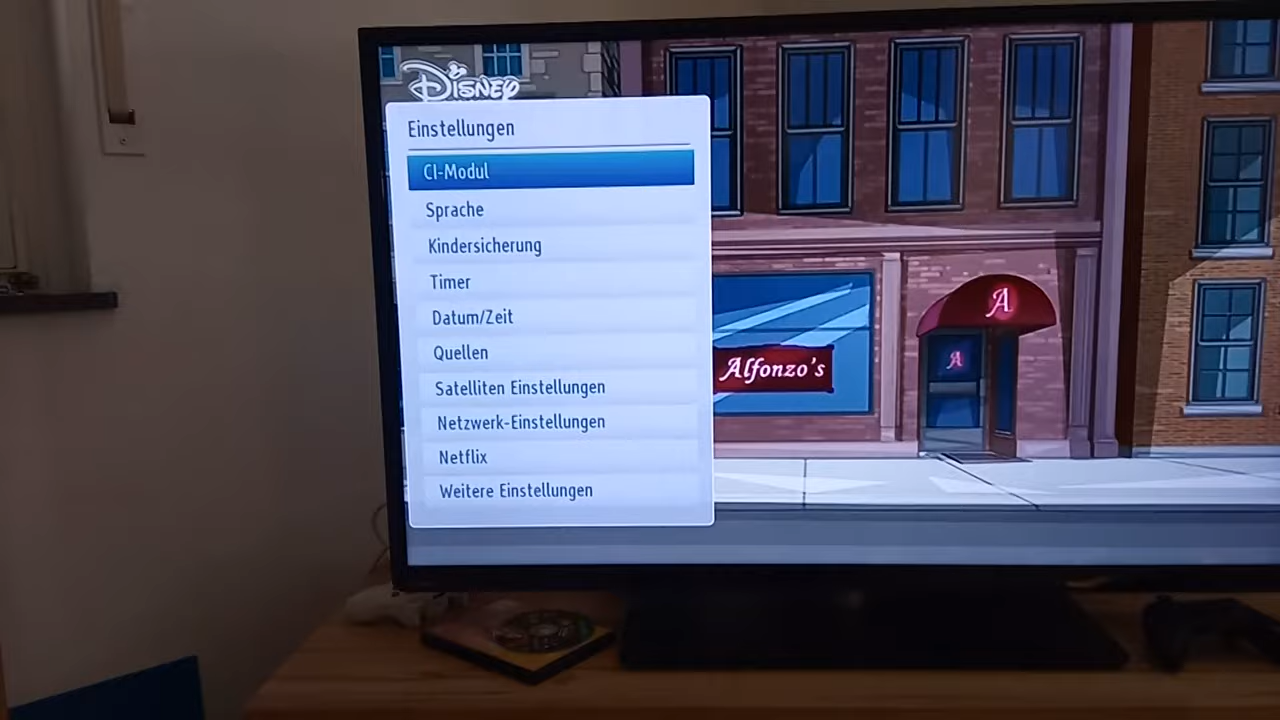 Disney
Einstellungen
CI-Modul
Sprache
Kindersicherung
Timer
Datum/Zeit
Quellen
Satelliten Einstellungen
Netzwerk-Einstellungen
Netflix
Weitere Einstellungen
A
A
Alfonzo's